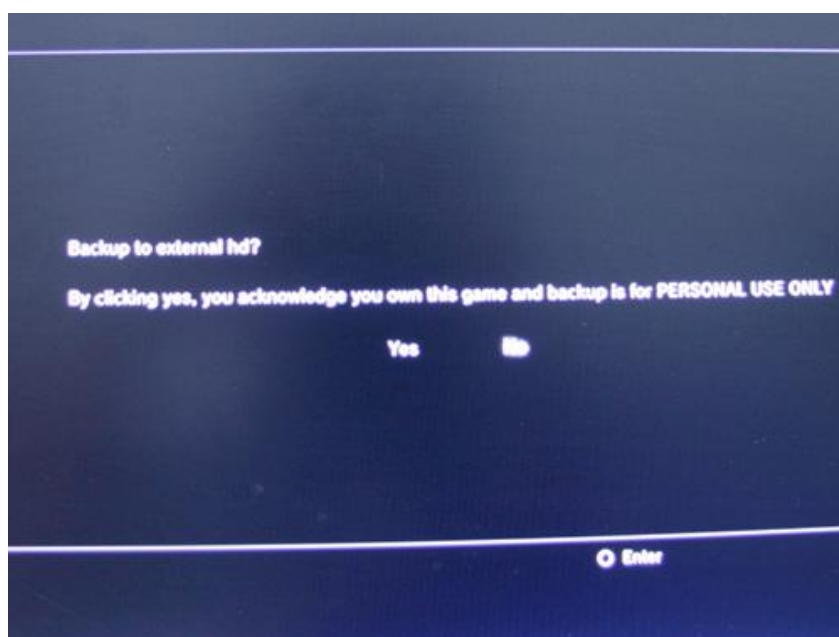 Backup to external hd?
By clicking yes, you acknowledge you own this game and backup is for PERSONAL USE ONLY
Yes No
Enter